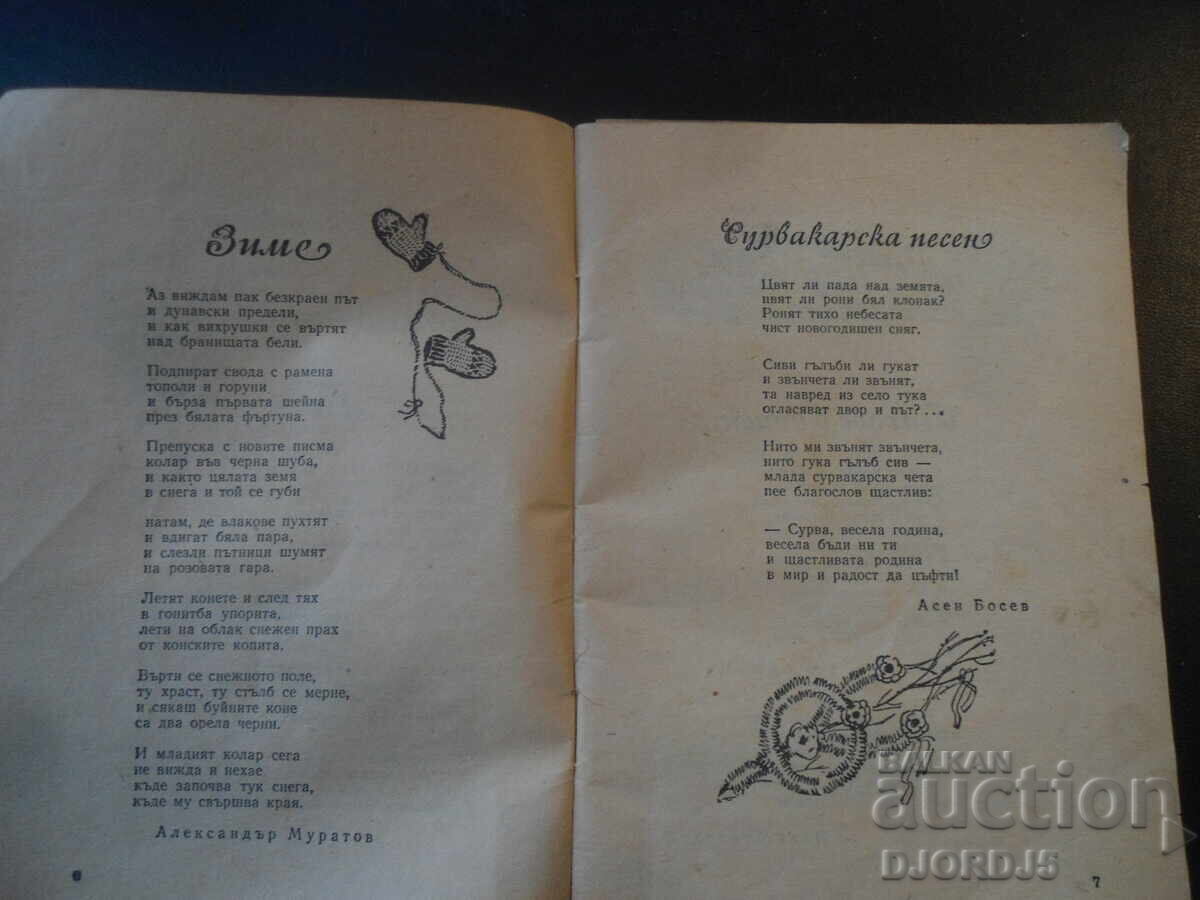 Зиме
Аз виждам пак безкраен път
и дунавски предели,
и как вихрушки се въртят
над бранищата бели.
Подпират свода с рамена
тополи и горуни
и бърза първата шейна
през бялата фъртуна.
Препуска с новите писма
колар във черна шуба,
и както цялата земя
в снега и той се губи
натам, де влакове пухтят
и вдигат бяла пара,
и слезли пътници шумят
на розовата гара.
Летят конете и след тях
в гонитба упорита,
лети на облак снежен прах
от конските копита.
Върти се снежното поле,
ту храст, ту стълб се мерне,
и сякаш буйните коне
са два орела черни.
И младият колар сега
не вижда и нехае
къде започва тук снега,
къде му свършва края.
Александър Муратов
6
Сурвакарска песен
Цвят ли пада над земята,
цвят ли рони бял клонак?
Ронят тихо небесата
чист новогодишен сняг.
Сиви гълъби ли гукат
и звънчета ли звънят,
та навред из село тука
огласяват двор и път?...
Нито ми звънят звънчета,
нито гука гълъб сив —
млада сурвакарска чета
пее благослов щастлив:
— Сурва, весела година,
весела бъди ни ти
и щастливата родина
в мир и радост да цъфти!
Асен Босев
7
BALKAN
auction
DJORDJ5